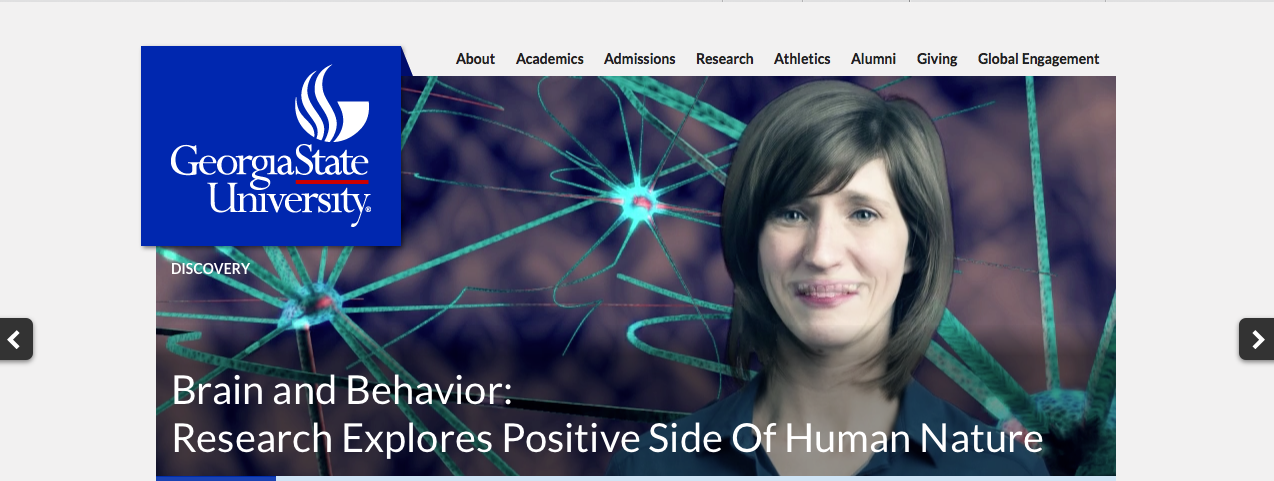 About Academics Admissions Research Athletics Alumni Giving Global Engagement
GeorgiaState
University®
DISCOVERY
Brain and Behavior:
Research Explores Positive Side Of Human Nature